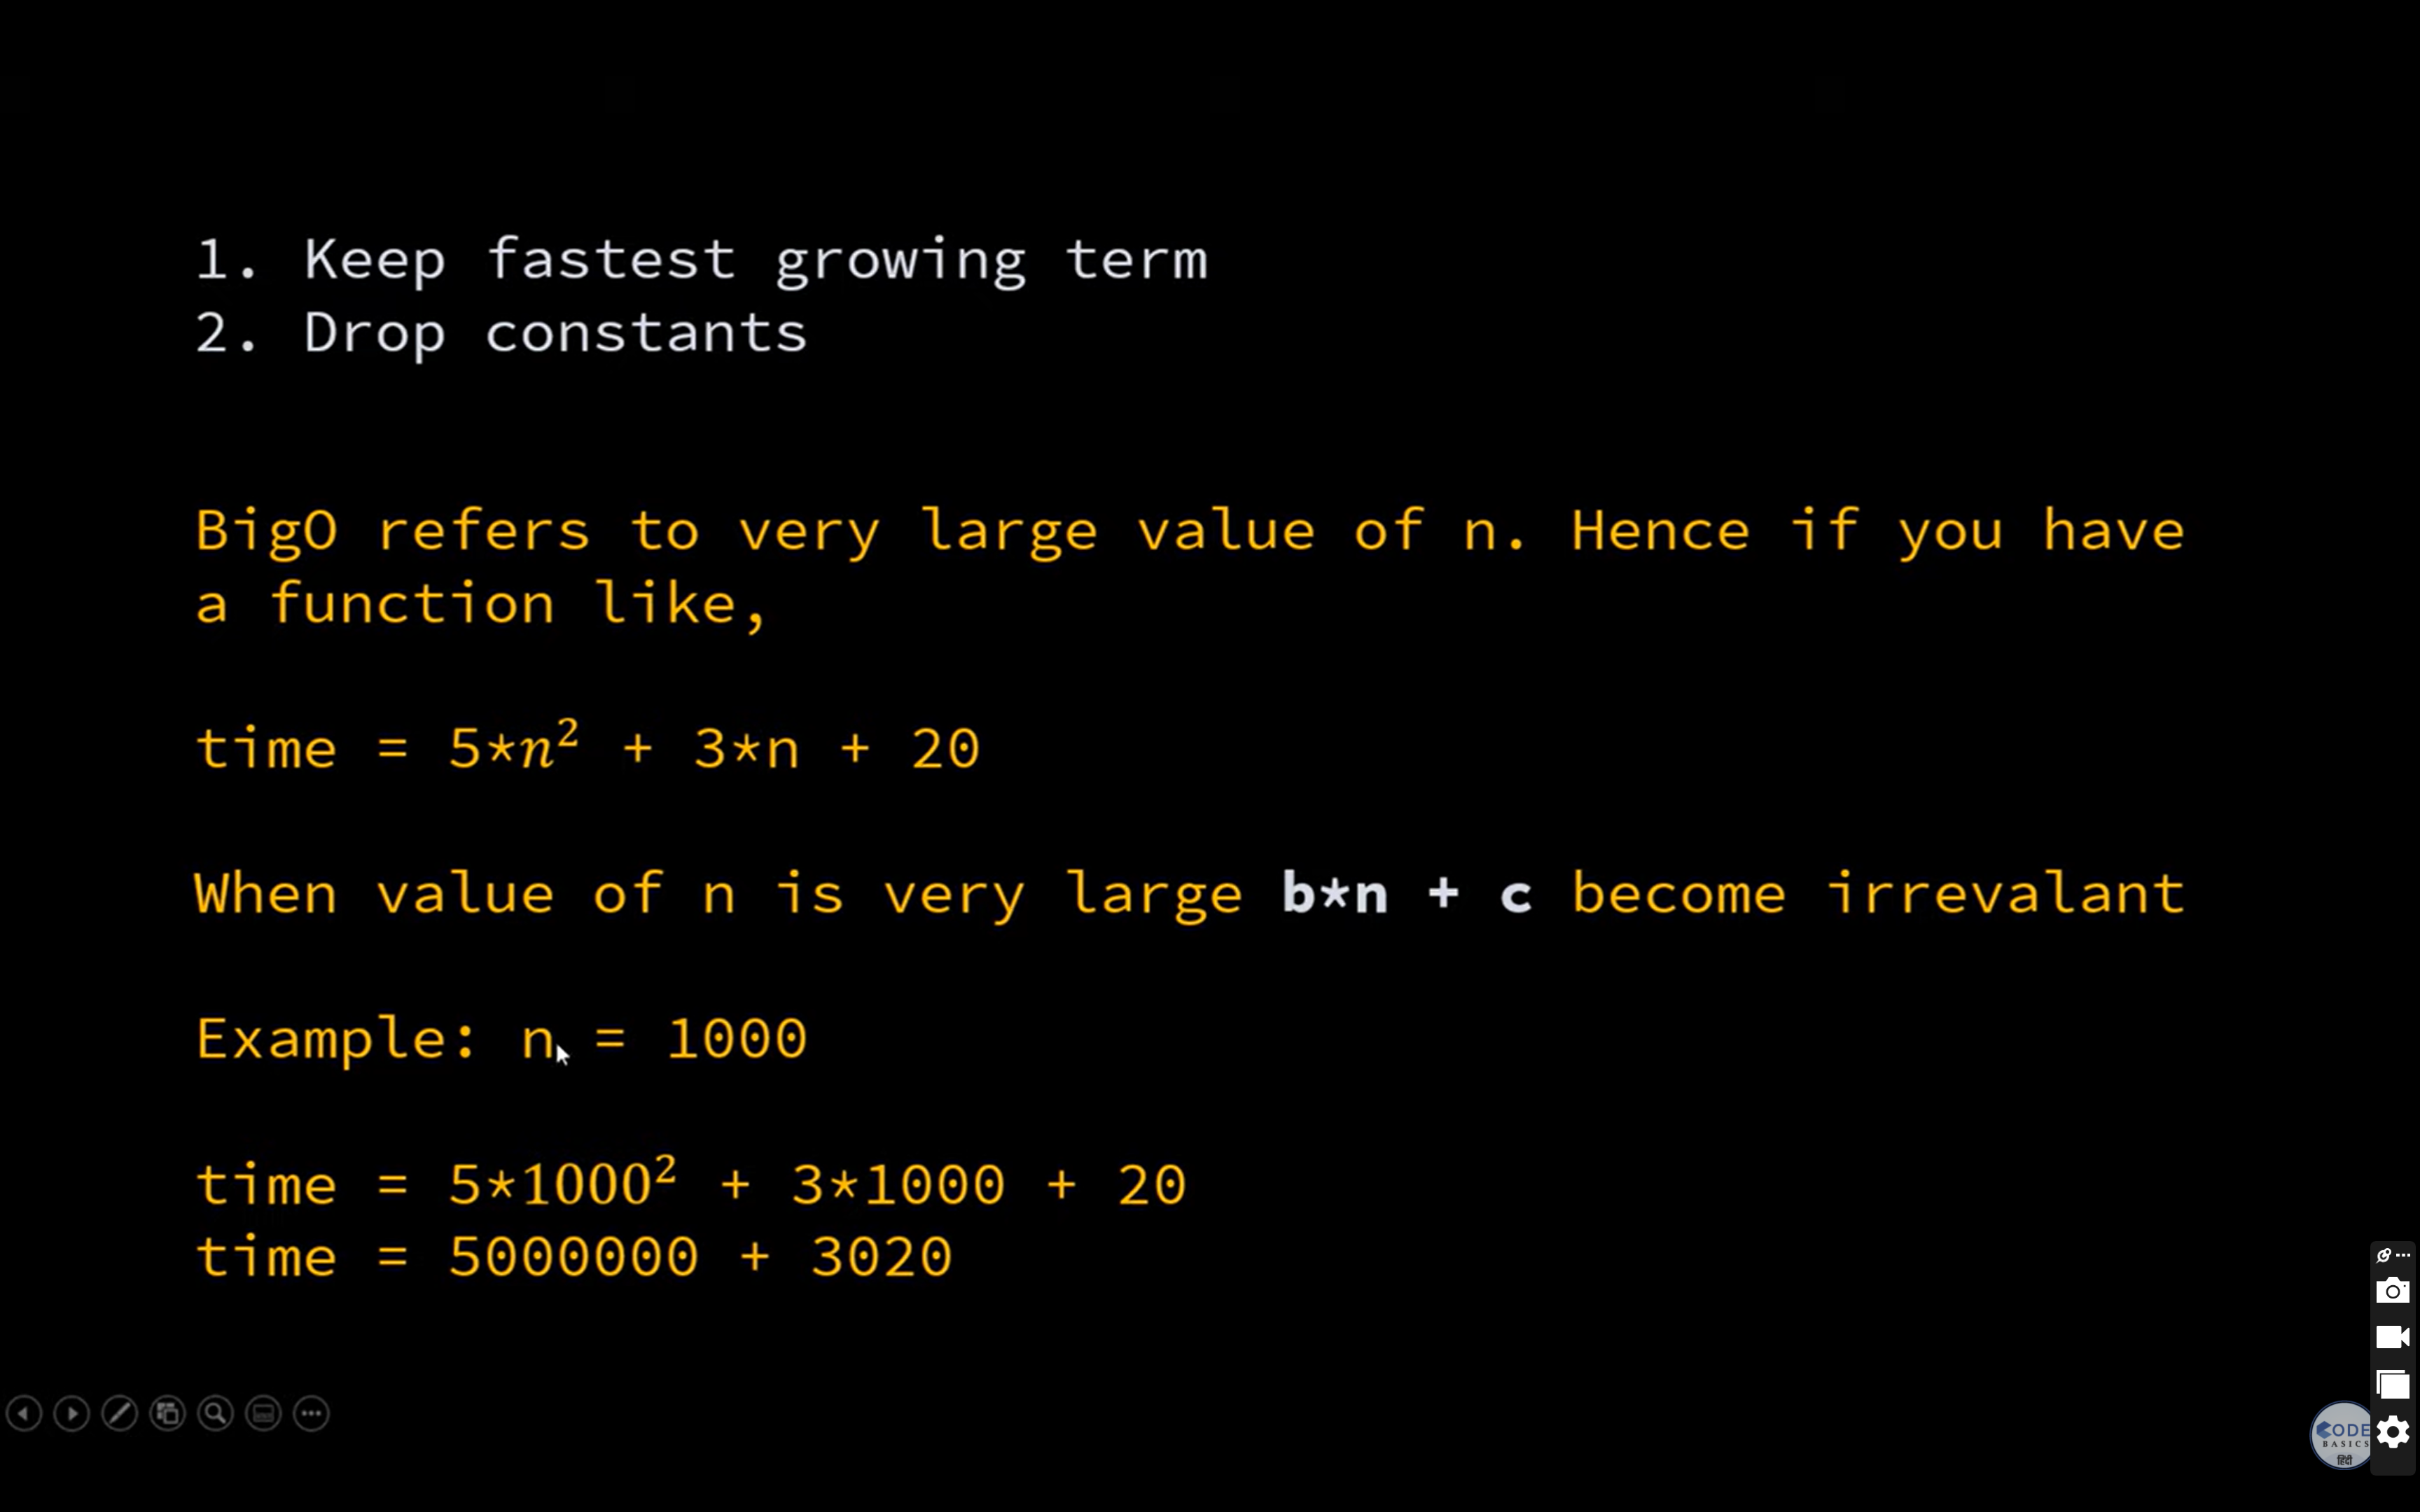 1. Keep fastest growing term
2. Drop constants
BigO refers to very large value of n. Hence if you have
a function like,
time = 5*n² + 3*n + 20
When value of n is very large b*n + c become irrevalant
Example: n = 1000
time = 5*1000² + 3*1000 + 20
time = 5000000 + 3020
CODE
BASICS
हिंदी